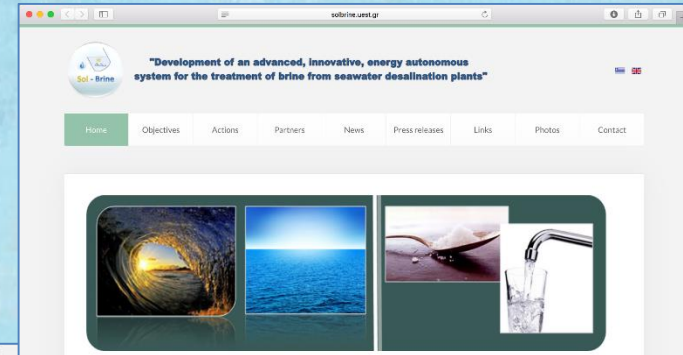 solbrine.uest.gr
Sol - Brine
"Development of an advanced, innovative, energy autonomous
system for the treatment of brine from seawater desalination plants"
Home Objectives Actions Partners News Press releases Links Photos Contact